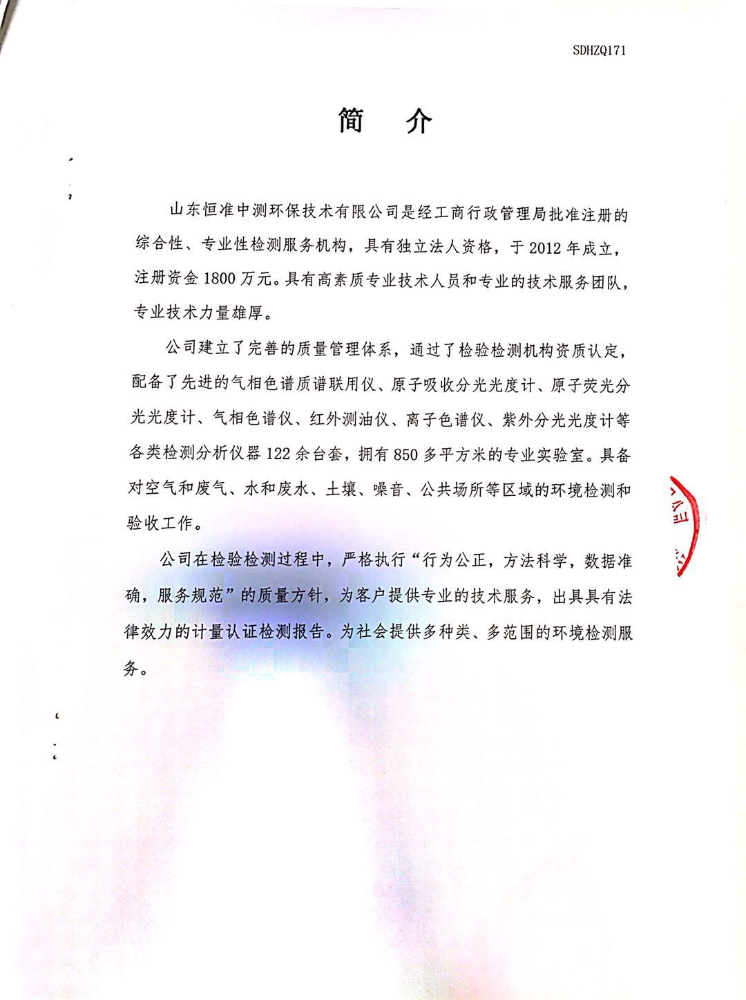 SDHZQ171
简 介
山东恒准中测环保技术有限公司是经工商行政管理局批准注册的
综合性、专业性检测服务机构，具有独立法人资格，于 2012 年成立，
注册资金 1800 万元。具有高素质专业技术人员和专业的技术服务团队，
专业技术力量雄厚。
公司建立了完善的质量管理体系，通过了检验检测机构资质认定，
配备了先进的气相色谱质谱联用仪、原子吸收分光光度计、原子荧光分
光光度计、气相色谱仪、红外测油仪、离子色谱仪、紫外分光光度计等
各类检测分析仪器 122 余台套，拥有 850 多平方米的专业实验室。具备
对空气和废气、水和废水、土壤、噪音、公共场所等区域的环境检测和
验收工作。
公司在检验检测过程中，严格执行“行为公正，方法科学，数据准
确，服务规范”的质量方针，为客户提供专业的技术服务，出具具有法
律效力的计量认证检测报告。为社会提供多种类、多范围的环境检测服
务。